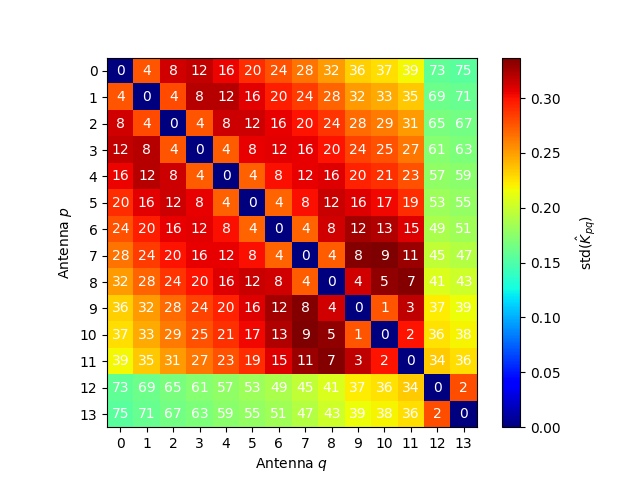 0 0 4 8 12 16 20 24 28 32 36 37 39 73 75
1 4 0 4 8 12 16 20 24 28 32 33 35 69 71
2 8 4 0 4 8 12 16 20 24 28 29 31 65 67
3 12 8 4 0 4 8 12 16 20 24 25 27 61 63
4 16 12 8 4 0 4 8 12 16 20 21 23 57 59
5 20 16 12 8 4 0 4 8 12 16 17 19 53 55
6 24 20 16 12 8 4 0 4 8 12 13 15 49 51
7 28 24 20 16 12 8 4 0 4 8 9 11 45 47
8 32 28 24 20 16 12 8 4 0 4 5 7 41 43
9 36 32 28 24 20 16 12 8 4 0 1 3 37 39
10 37 33 29 25 21 17 13 9 5 1 0 2 36 38
11 39 35 31 27 23 19 15 11 7 3 2 0 34 36
12 73 69 65 61 57 53 49 45 41 37 36 34 0 2
13 75 71 67 63 59 55 51 47 43 39 38 36 2 0
0 1 2 3 4 5 6 7 8 9 10 11 12 13
Antenna q
Antenna p
0.30
0.25
0.20
0.15
0.10
0.05
0.00
std(K̂pq)